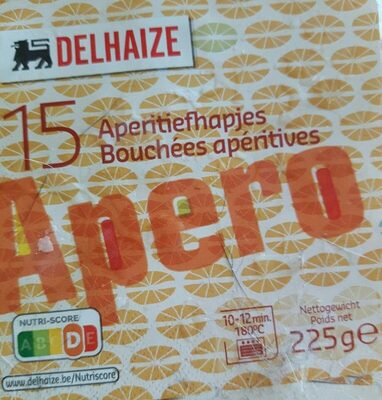 DELHAIZE
15 Aperitiefhapjes
Bouchées apéritives
Apero
NUTRI-SCORE
A B C D E
10-12 min.
180°C
Nettogewicht
Poids net
225g e
www.delhaize.be/Nutriscore